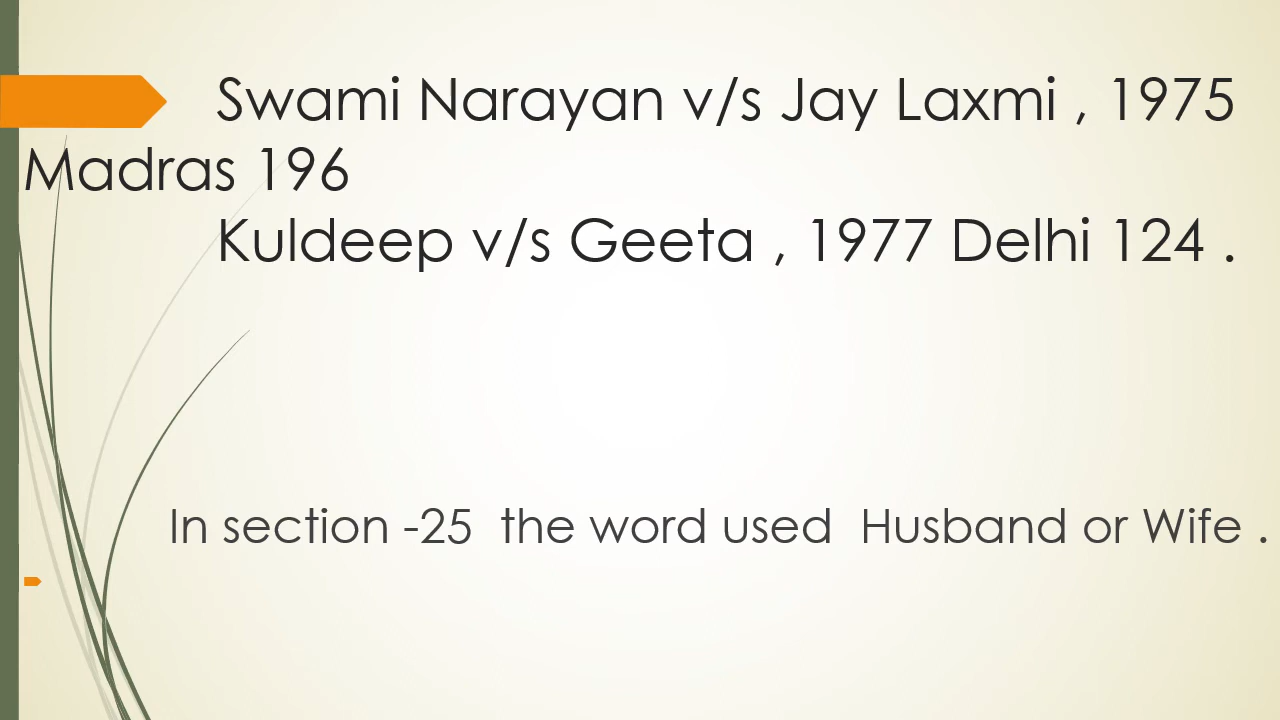 Swami Narayan v/s Jay Laxmi , 1975
Madras 196
Kuldeep v/s Geeta , 1977 Delhi 124 .
In section -25 the word used Husband or Wife .